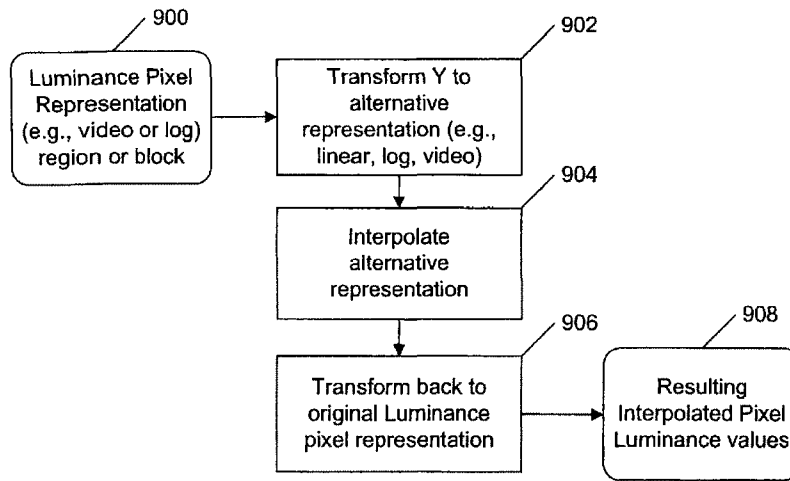 900
902
Luminance Pixel
Representation
(e.g., video or log)
region or block
Transform Y to
alternative
representation (e.g.,
linear, log, video)
904
Interpolate
alternative
representation
906
908
Transform back to
original Luminance
pixel representation
Resulting
Interpolated Pixel
Luminance values